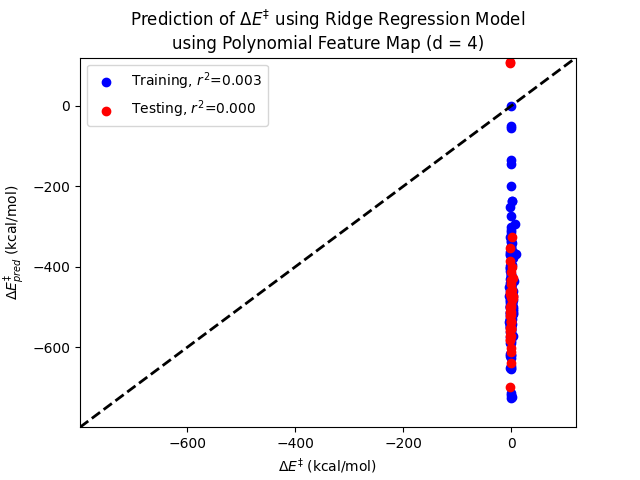 Prediction of ΔE‡ using Ridge Regression Model
using Polynomial Feature Map (d = 4)
Training, r²=0.003
Testing, r²=0.000
0
−200
−400
−600
ΔE‡pred (kcal/mol)
−600 −400 −200 0
ΔE‡ (kcal/mol)